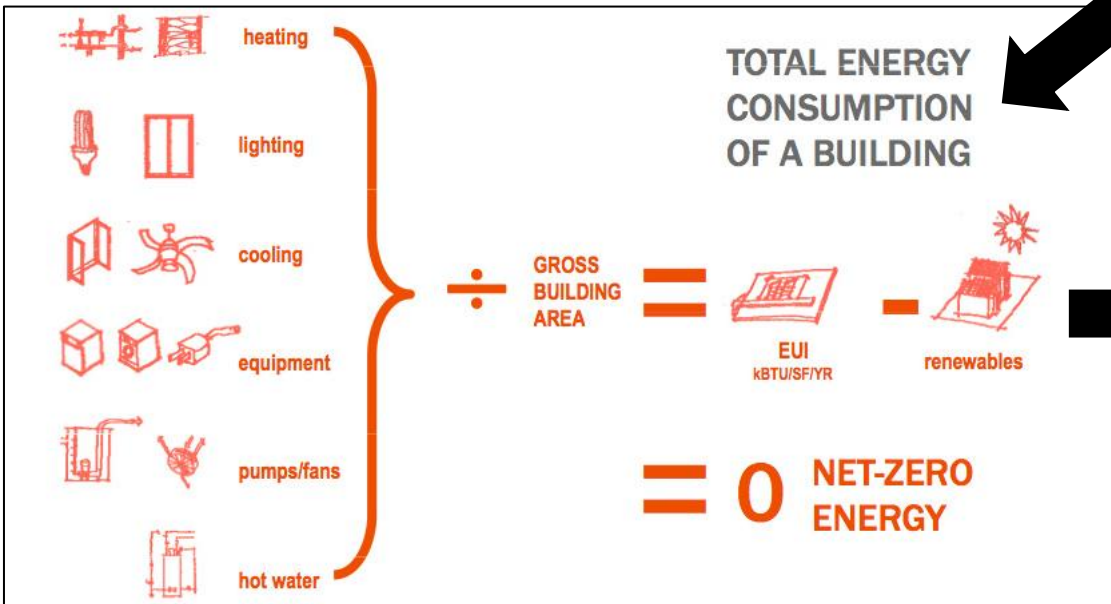 heating
lighting
cooling
equipment
pumps/fans
hot water
÷
GROSS
BUILDING
AREA
=
TOTAL ENERGY
CONSUMPTION
OF A BUILDING
EUI
kBTU/SF/YR
-
renewables
= 0 NET-ZERO
ENERGY